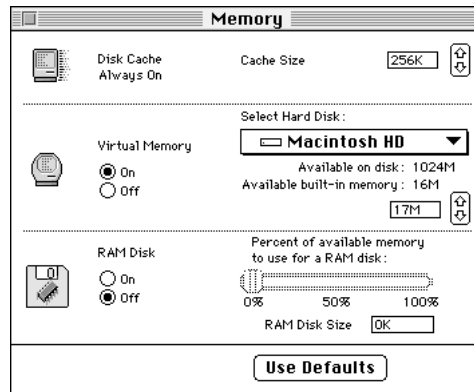 Memory
Disk Cache
Always On
Cache Size
256K
Select Hard Disk:
Macintosh HD
Virtual Memory
On
Off
Available on disk: 1024M
Available built-in memory: 16M
17M
RAM Disk
On
Off
Percent of available memory
to use for a RAM disk:
0% 50% 100%
RAM Disk Size 0K
Use Defaults